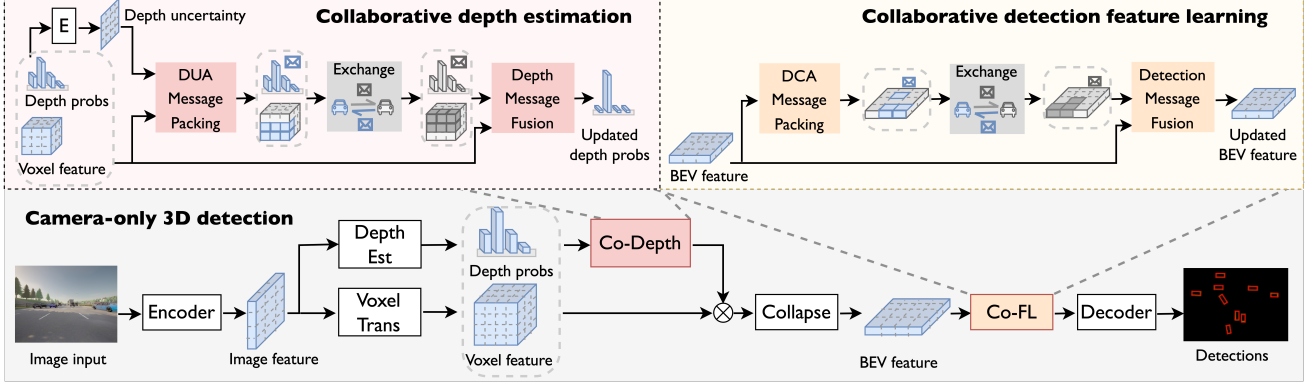 Collaborative depth estimation
E
Depth uncertainty
Depth probs
Voxel feature
DUA
Message
Packing
Exchange
Depth
Message
Fusion
Updated
depth probs
Collaborative detection feature learning
BEV feature
DCA
Message
Packing
Exchange
Detection
Message
Fusion
Updated
BEV feature
Camera-only 3D detection
Image input
Encoder
Image feature
Depth
Est
Voxel
Trans
Depth probs
Voxel feature
Co-Depth
Collapse
BEV feature
Co-FL
Decoder
Detections